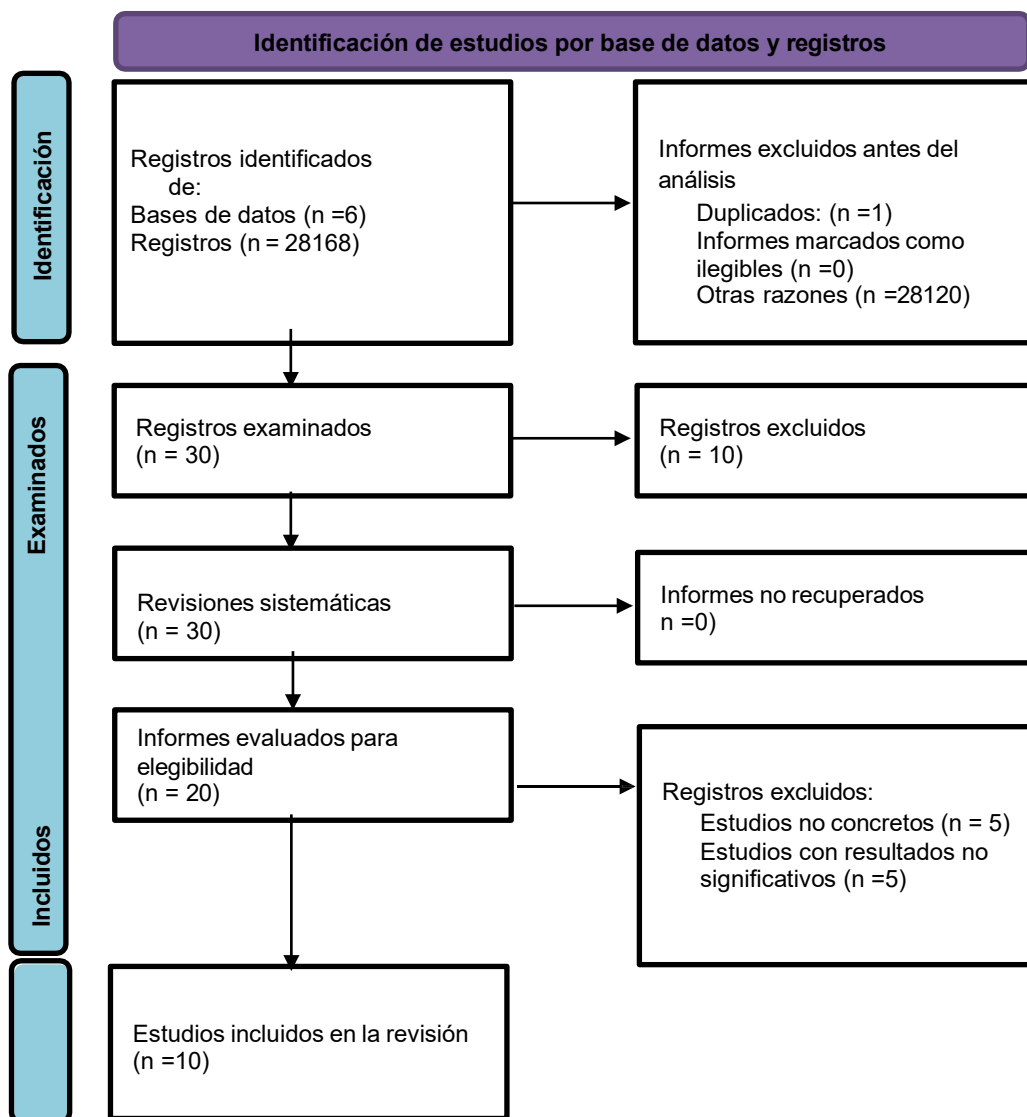 Identificación de estudios por base de datos y registros
Identificación
Registros identificados
de:
Bases de datos (n =6)
Registros (n = 28168)
Informes excluidos antes del
análisis
Duplicados: (n =1)
Informes marcados como
ilegibles (n =0)
Otras razones (n =28120)
Examinados
Registros examinados
(n = 30)
Registros excluidos
(n = 10)
Revisiones sistemáticas
(n = 30)
Informes no recuperados
n =0)
Informes evaluados para
elegibilidad
(n = 20)
Registros excluidos:
Estudios no concretos (n = 5)
Estudios con resultados no
significativos (n =5)
Incluidos
Estudios incluidos en la revisión
(n =10)